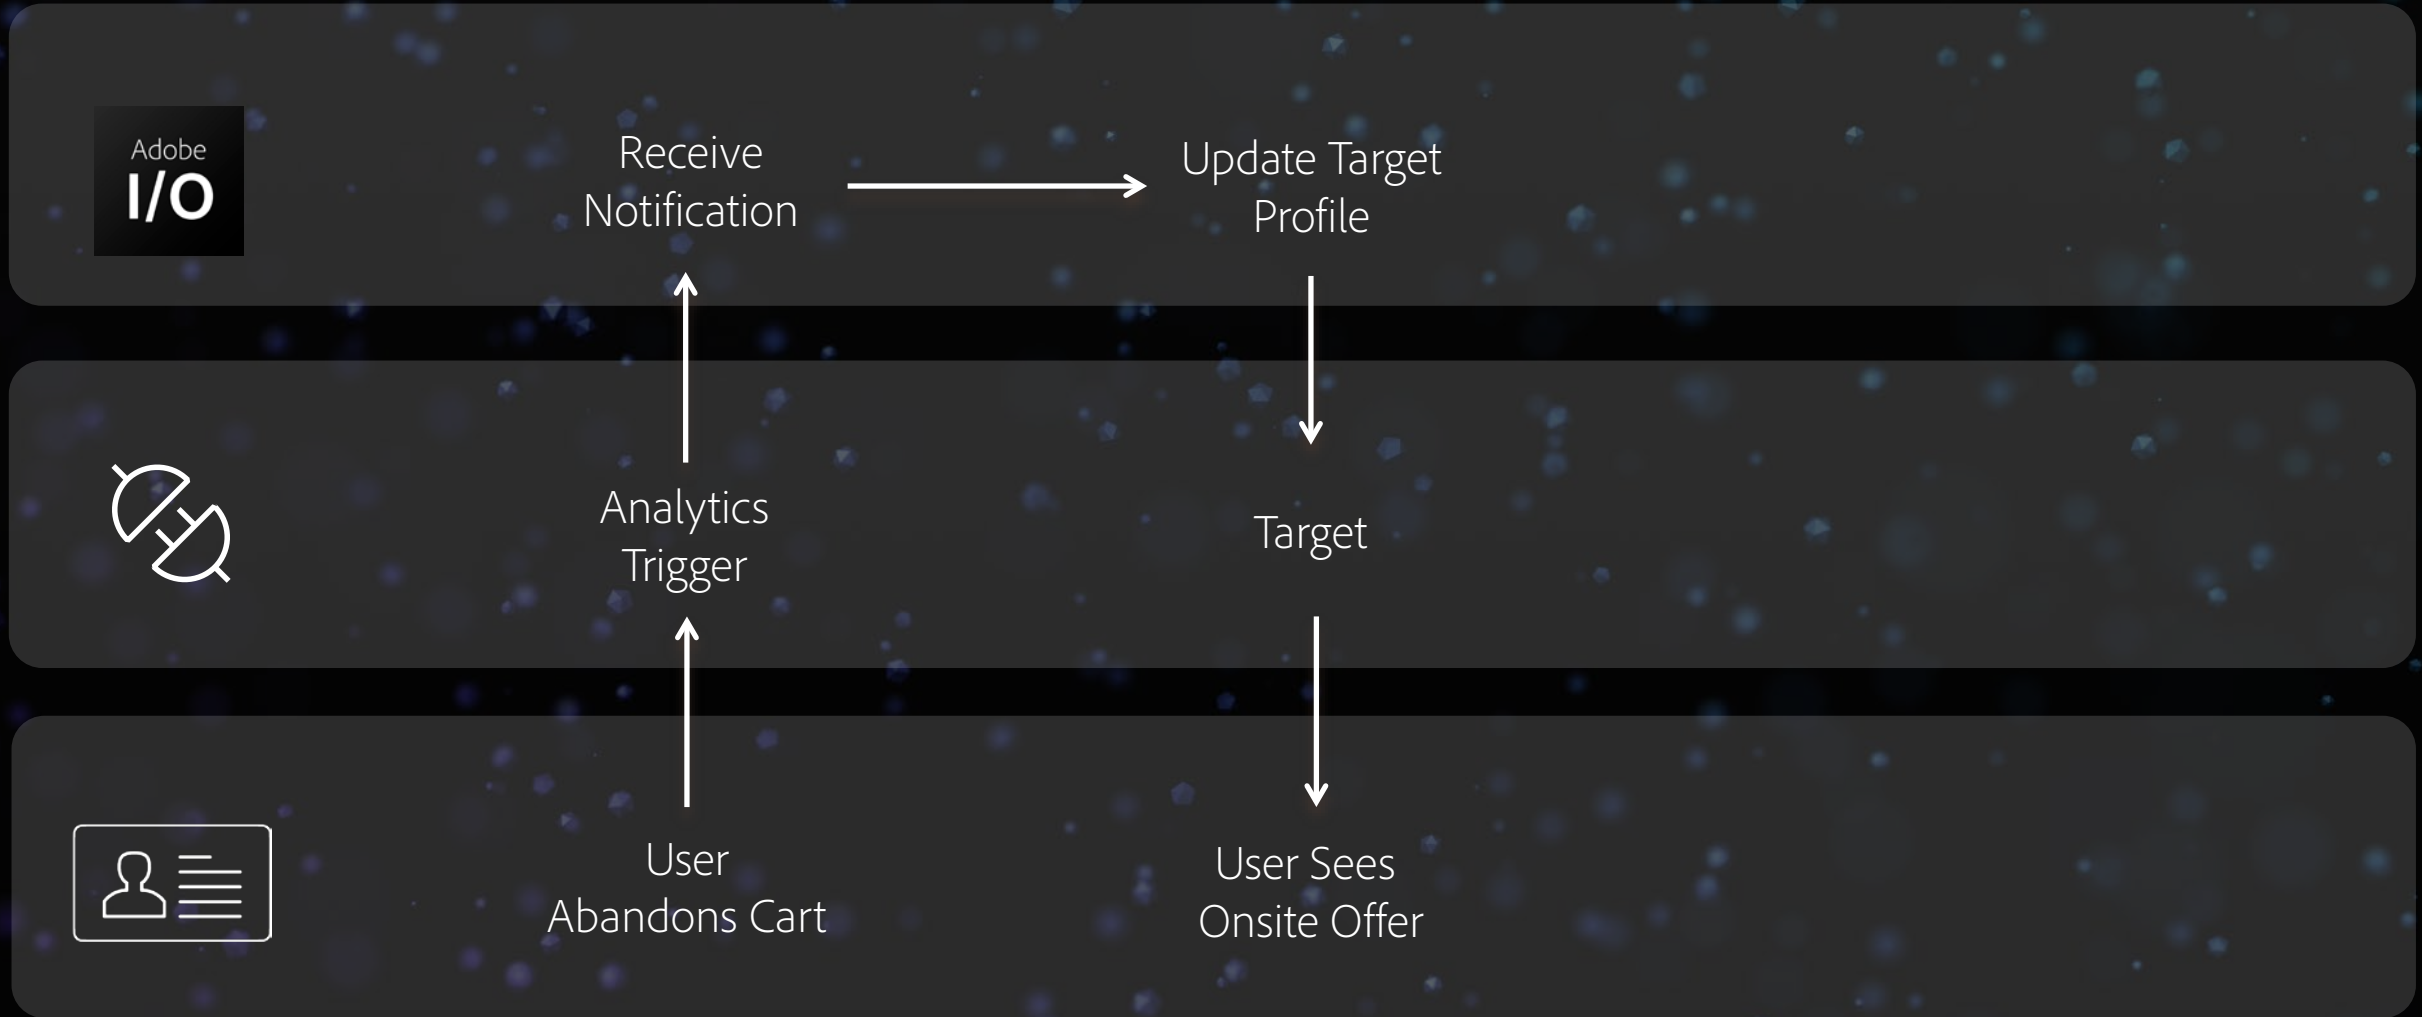 Adobe
I/O
Receive
Notification
Update Target
Profile
Analytics
Trigger
Target
User
Abandons Cart
User Sees
Onsite Offer